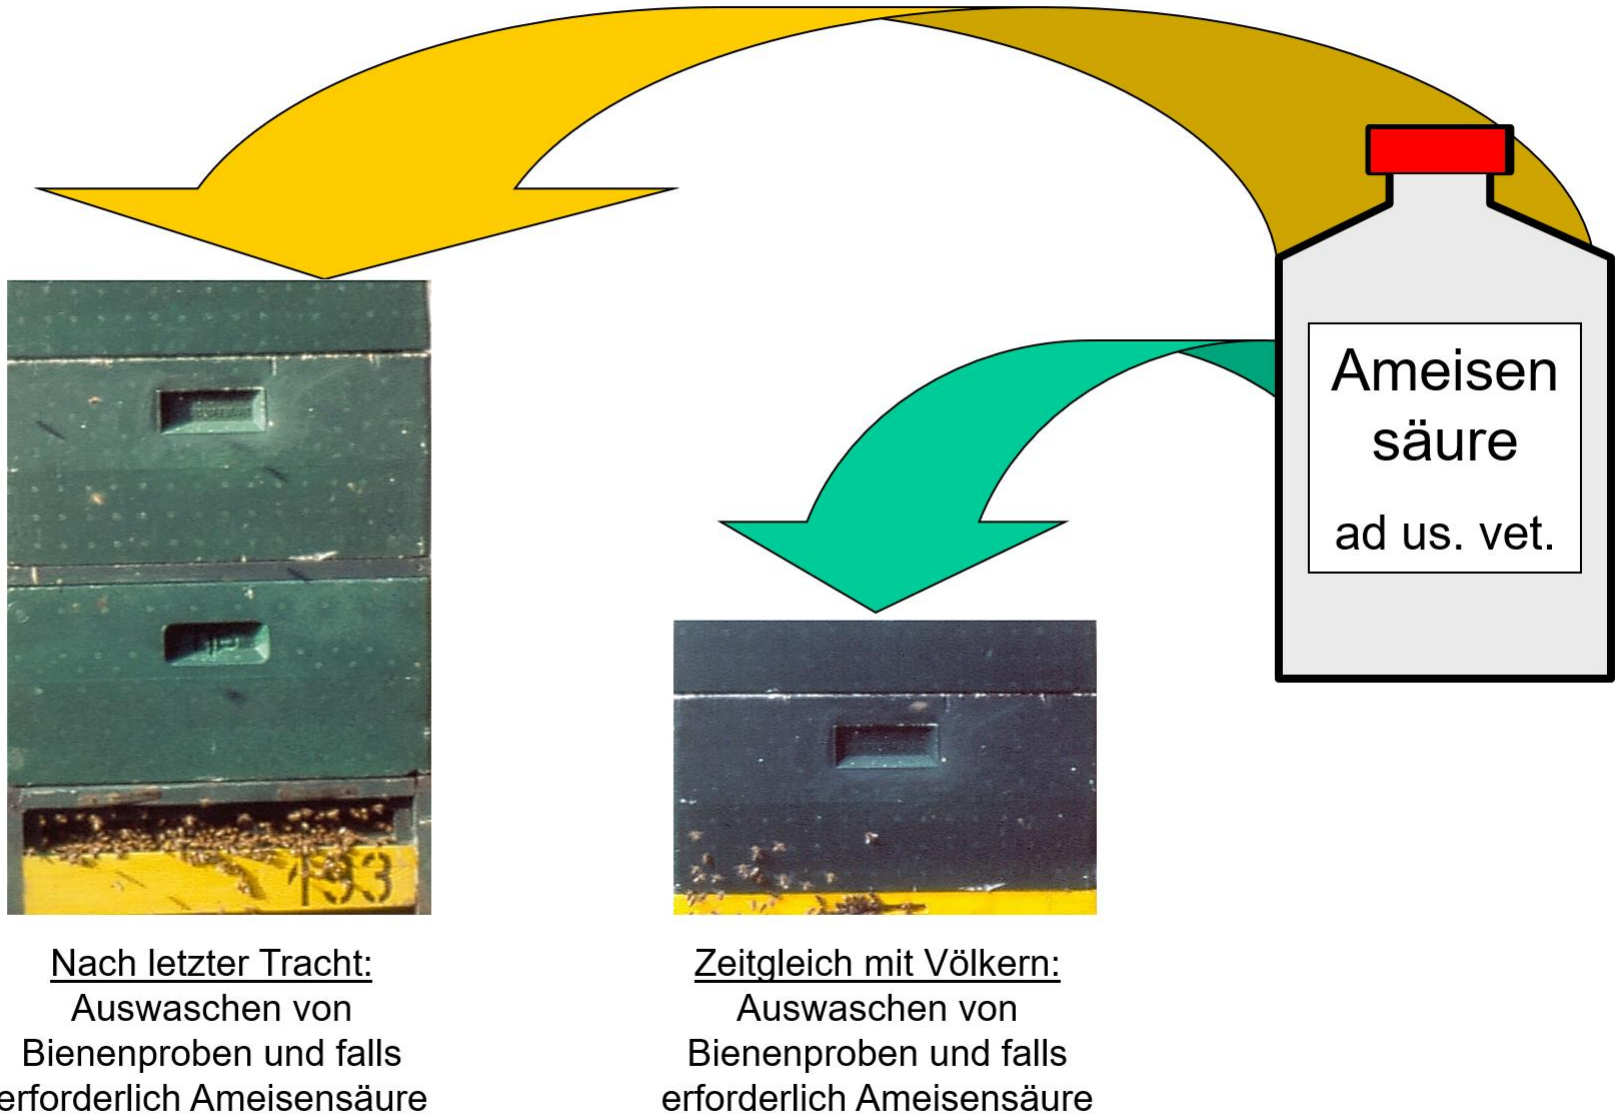 Ameisen
säure
ad us. vet.
193
Nach letzter Tracht:
Auswaschen von
Bienenproben und falls
erforderlich Ameisensäure
Zeitgleich mit Völkern:
Auswaschen von
Bienenproben und falls
erforderlich Ameisensäure